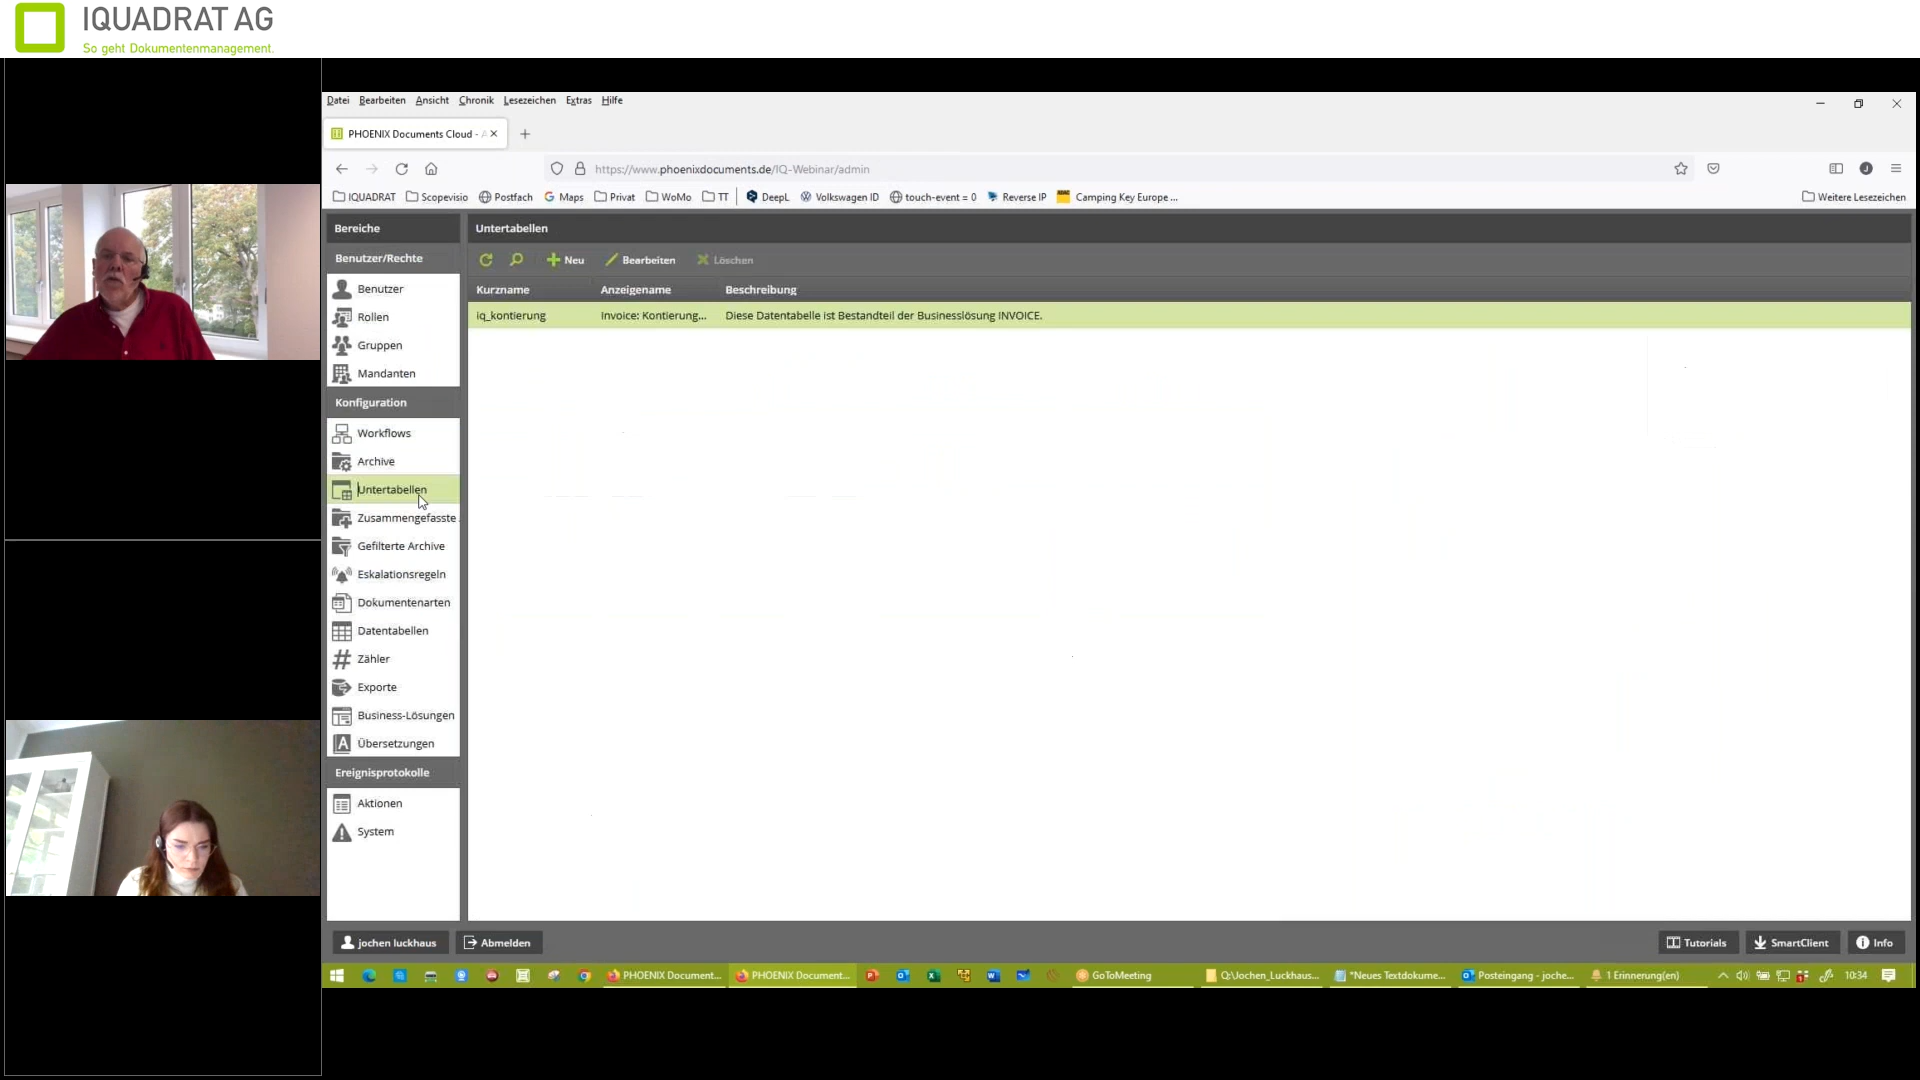 IQUADRAT AG
So geht Dokumentenmanagement.
Datei Bearbeiten Ansicht Chronik Lesezeichen Extras Hilfe
PHOENIX Documents Cloud -
https://www.phoenixdocuments.de/IQ-Webinar/admin
IQUADRAT Scopevisio Postfach Maps Privat WoMo TT DeepL Volkswagen ID touch-event = 0 Reverse IP Camping Key Europe ... Weitere Lesezeichen
Bereiche
Untertabellen
Benutzer/Rechte
Neu Bearbeiten Löschen
Kurzname Anzeigename Beschreibung
iq_kontierung Invoice: Kontierung... Diese Datentabelle ist Bestandteil der Businesslösung INVOICE.
Benutzer
Rollen
Gruppen
Mandanten
Konfiguration
Workflows
Archive
Untertabellen
Zusammengefasste
Gefilterte Archive
Eskalationsregeln
Dokumentenarten
Datentabellen
Zähler
Exporte
Business-Lösungen
Übersetzungen
Ereignisprotokolle
Aktionen
System
jochen luckhaus Abmelden Tutorials SmartClient Info
PHOENIX Document... PHOENIX Document... GoToMeeting Q:\Jochen_Luckhaus... *Neues Textdokume... Posteingang - joche... 1 Erinnerung(en) 10:34